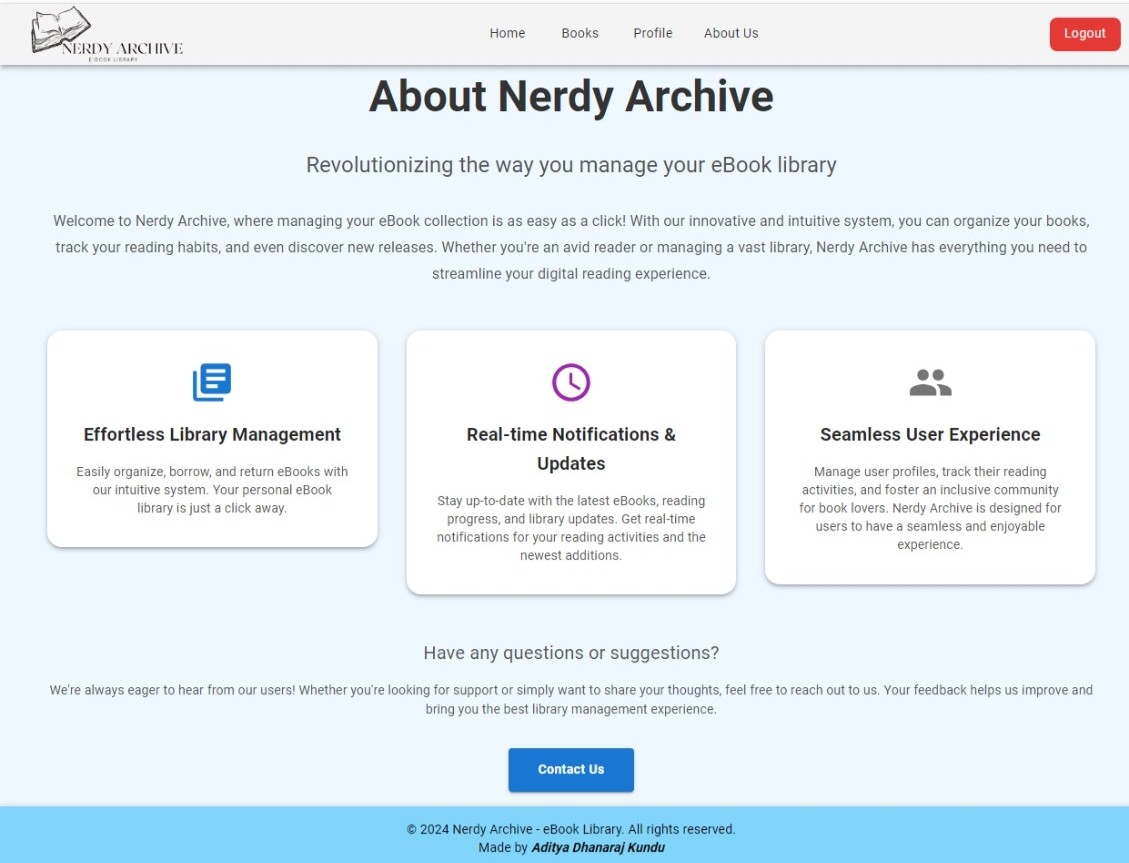 NERDY ARCHIVE
E-BOOK LIBRARY
Home Books Profile About Us
Logout
About Nerdy Archive
Revolutionizing the way you manage your eBook library
Welcome to Nerdy Archive, where managing your eBook collection is as easy as a click! With our innovative and intuitive system, you can organize your books,
track your reading habits, and even discover new releases. Whether you're an avid reader or managing a vast library, Nerdy Archive has everything you need to
streamline your digital reading experience.
Effortless Library Management
Easily organize, borrow, and return eBooks with
our intuitive system. Your personal eBook
library is just a click away.
Real-time Notifications &
Updates
Stay up-to-date with the latest eBooks, reading
progress, and library updates. Get real-time
notifications for your reading activities and the
newest additions.
Seamless User Experience
Manage user profiles, track their reading
activities, and foster an inclusive community
for book lovers. Nerdy Archive is designed for
users to have a seamless and enjoyable
experience.
Have any questions or suggestions?
We're always eager to hear from our users! Whether you're looking for support or simply want to share your thoughts, feel free to reach out to us. Your feedback helps us improve and
bring you the best library management experience.
Contact Us
© 2024 Nerdy Archive - eBook Library. All rights reserved.
Made by Aditya Dhanaraj Kundu